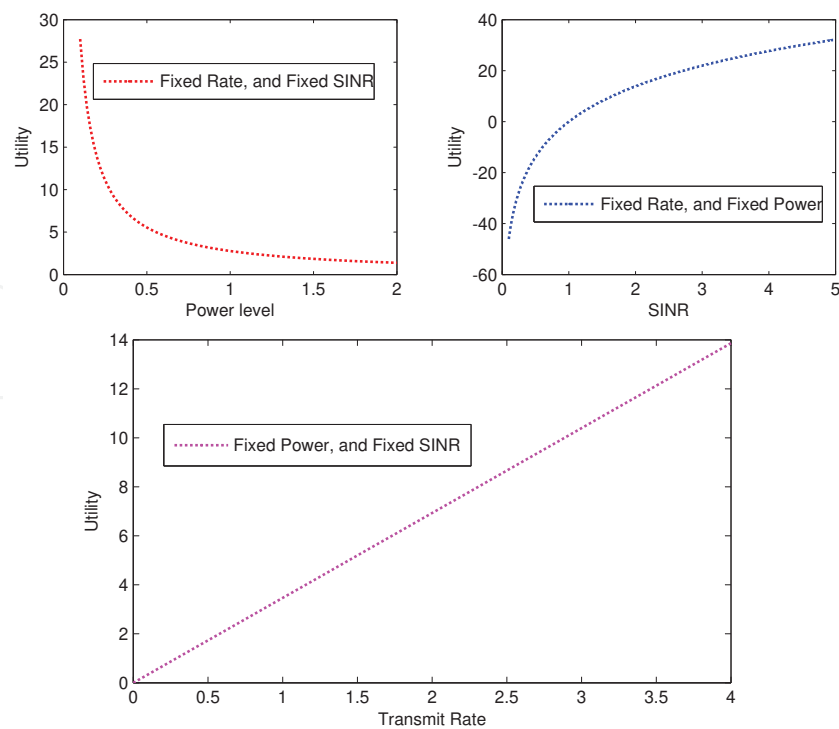 30
25
20
15
10
5
0
Utility
Fixed Rate, and Fixed SINR
0 0.5 1 1.5 2
Power level
40
20
0
-20
-40
-60
Utility
Fixed Rate, and Fixed Power
0 1 2 3 4 5
SINR
14
12
10
8
6
4
2
0
Utility
Fixed Power, and Fixed SINR
0 0.5 1 1.5 2 2.5 3 3.5 4
Transmit Rate